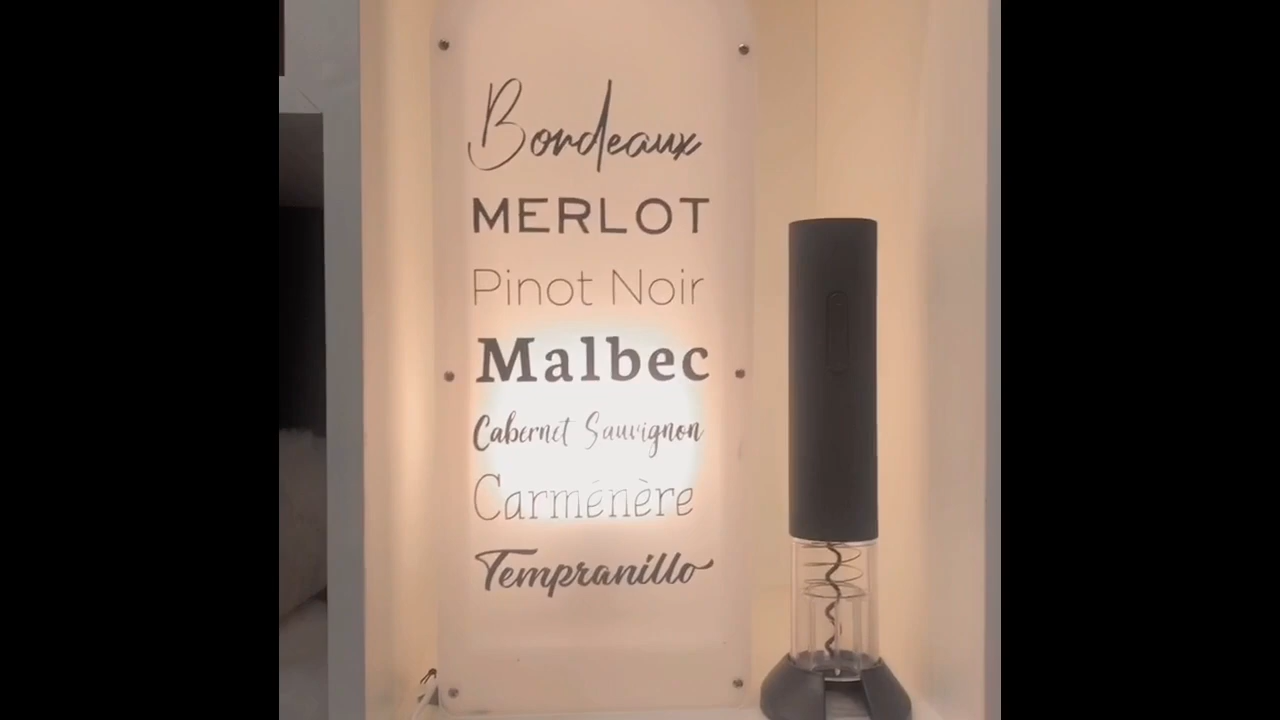 Bordeaux
MERLOT
Pinot Noir
Malbec
Cabernet Sauvignon
Carménère
Tempranillo